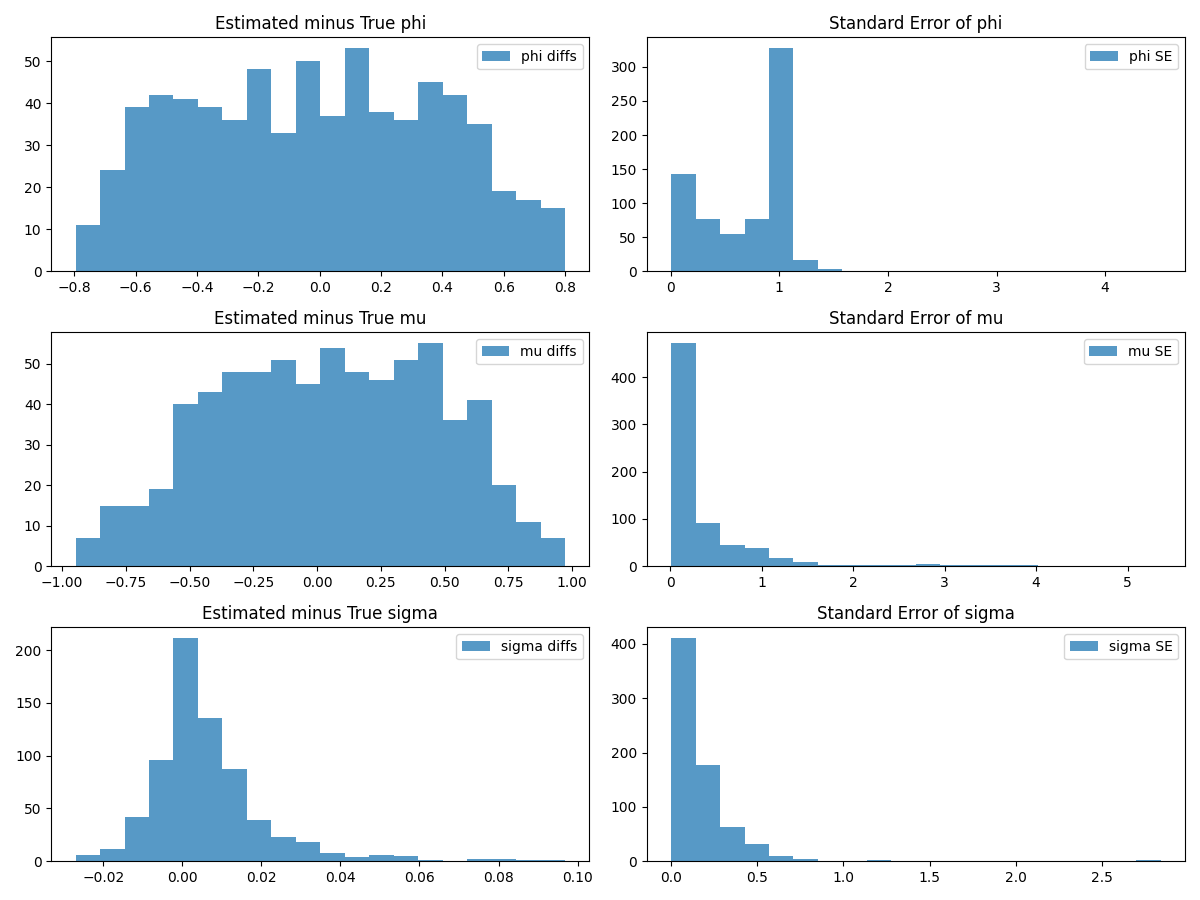 Estimated minus True phi
phi diffs
50
40
30
20
10
0
−0.8 −0.6 −0.4 −0.2 0.0 0.2 0.4 0.6 0.8
Standard Error of phi
phi SE
300
250
200
150
100
50
0
0 1 2 3 4
Estimated minus True mu
mu diffs
50
40
30
20
10
0
−1.00 −0.75 −0.50 −0.25 0.00 0.25 0.50 0.75 1.00
Standard Error of mu
mu SE
400
300
200
100
0
0 1 2 3 4 5
Estimated minus True sigma
sigma diffs
200
150
100
50
0
−0.02 0.00 0.02 0.04 0.06 0.08 0.10
Standard Error of sigma
sigma SE
400
300
200
100
0
0.0 0.5 1.0 1.5 2.0 2.5